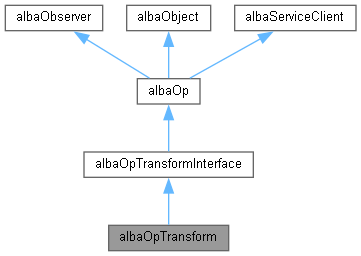 albaObserver
albaObject
albaServiceClient
albaOp
albaOpTransformInterface
albaOpTransform